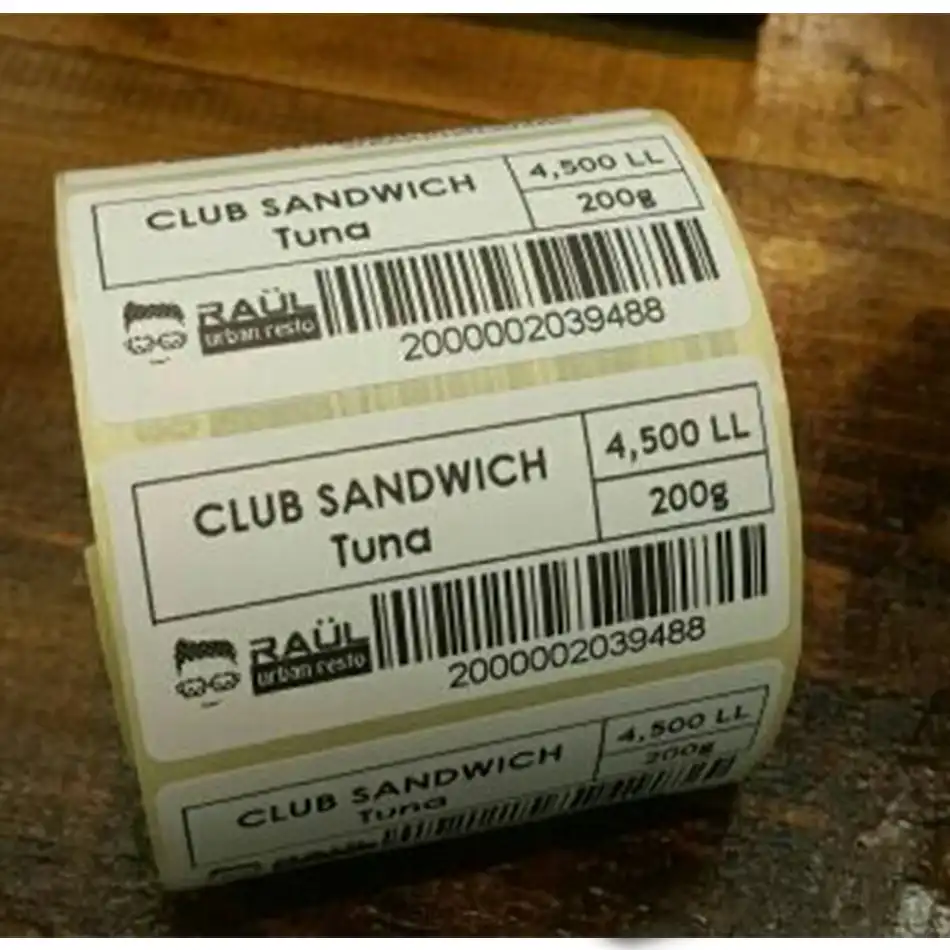 CLUB SANDWICH
Tuna
4,500 LL
200g
RAÜL
urban resto
2000002039488
CLUB SANDWICH
Tuna
4,500 LL
200g
RAÜL
urban resto
2000002039488
CLUB SANDWICH
Tuna
4,500 LL
200g
RAÜL